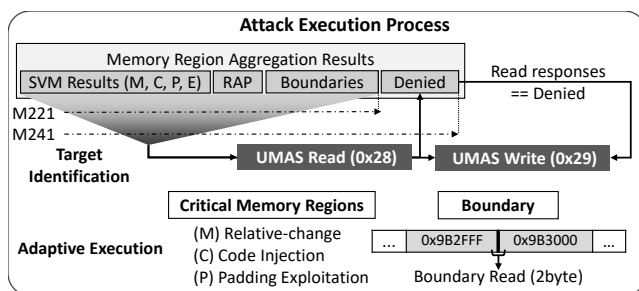 Attack Execution Process
Memory Region Aggregation Results
SVM Results (M, C, P, E) RAP Boundaries Denied
Read responses
== Denied
M221
M241
Target
Identification
UMAS Read (0x28) UMAS Write (0x29)
Critical Memory Regions Boundary
Adaptive Execution
(M) Relative-change
(C) Code Injection
(P) Padding Exploitation
... 0x9B2FFF 0x9B3000 ...
Boundary Read (2byte)